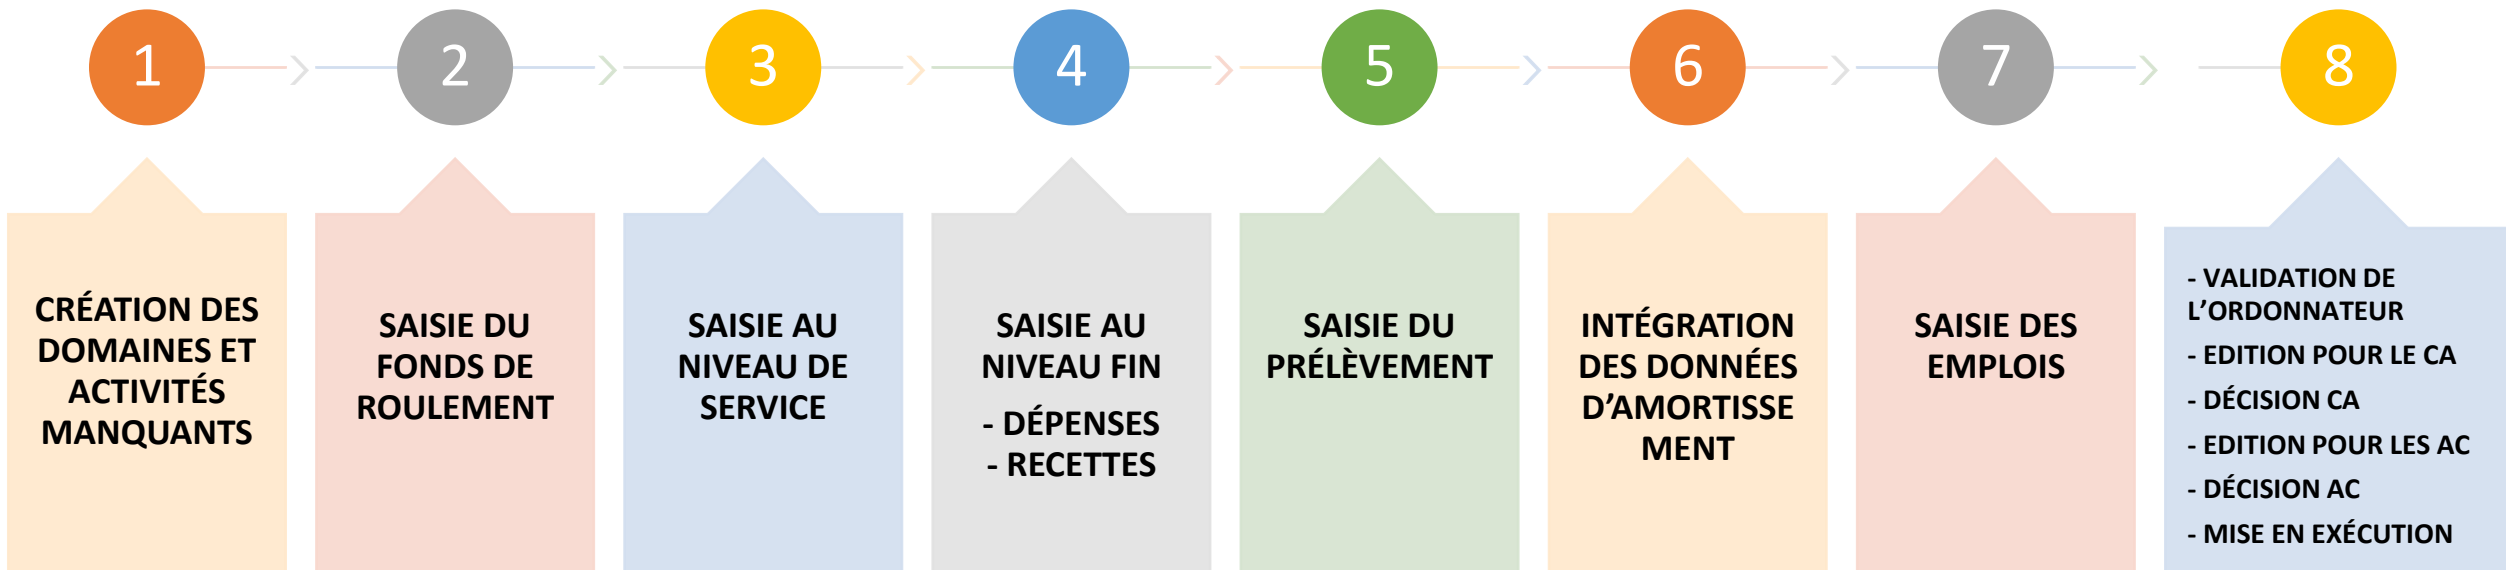 1
CRÉATION DES
DOMAINES ET
ACTIVITÉS
MANQUANTS
2
SAISIE DU
FONDS DE
ROULEMENT
3
SAISIE AU
NIVEAU DE
SERVICE
4
SAISIE AU
NIVEAU FIN
- DÉPENSES
- RECETTES
5
SAISIE DU
PRÉLÈVEMENT
6
INTÉGRATION
DES DONNÉES
D’AMORTISSE
MENT
7
SAISIE DES
EMPLOIS
8
- VALIDATION DE
L’ORDONNATEUR
- EDITION POUR LE CA
- DÉCISION CA
- EDITION POUR LES AC
- DÉCISION AC
- MISE EN EXÉCUTION